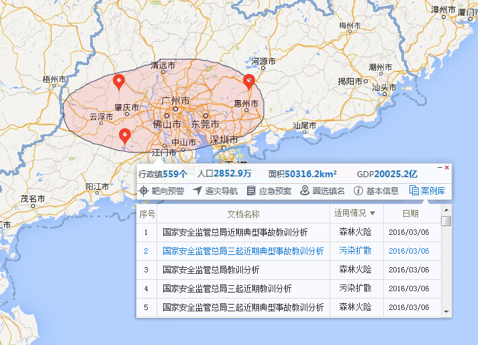 漳州市
厦门市
梅州市
清远市
河源市
潮州市
梧州市
揭阳市
汕头市
肇庆市
广州市
惠州市
云浮市
佛山市
东莞市
汕尾市
深圳市
中山市
江门市
阳江市
茂名市
行政镇559个 人口2852.9万 面积50316.2km² GDP20025.2亿
靶向预警 避灾导航 应急预案 圈选镇名 基本信息 案例库
序号 文档名称 适用情况 日期
1 国家安全监管总局近期典型事故教训分析 森林火险 2016/03/06
2 国家安全监管总局三起近期典型事故教训分析 污染扩散 2016/03/06
3 国家安全监管总局教训分析 森林火险 2016/03/06
4 国家安全监管总局三起近期教训分析 污染扩散 2016/03/06
5 国家安全监管总局三起近期典型事故教训分析 森林火险 2016/03/06